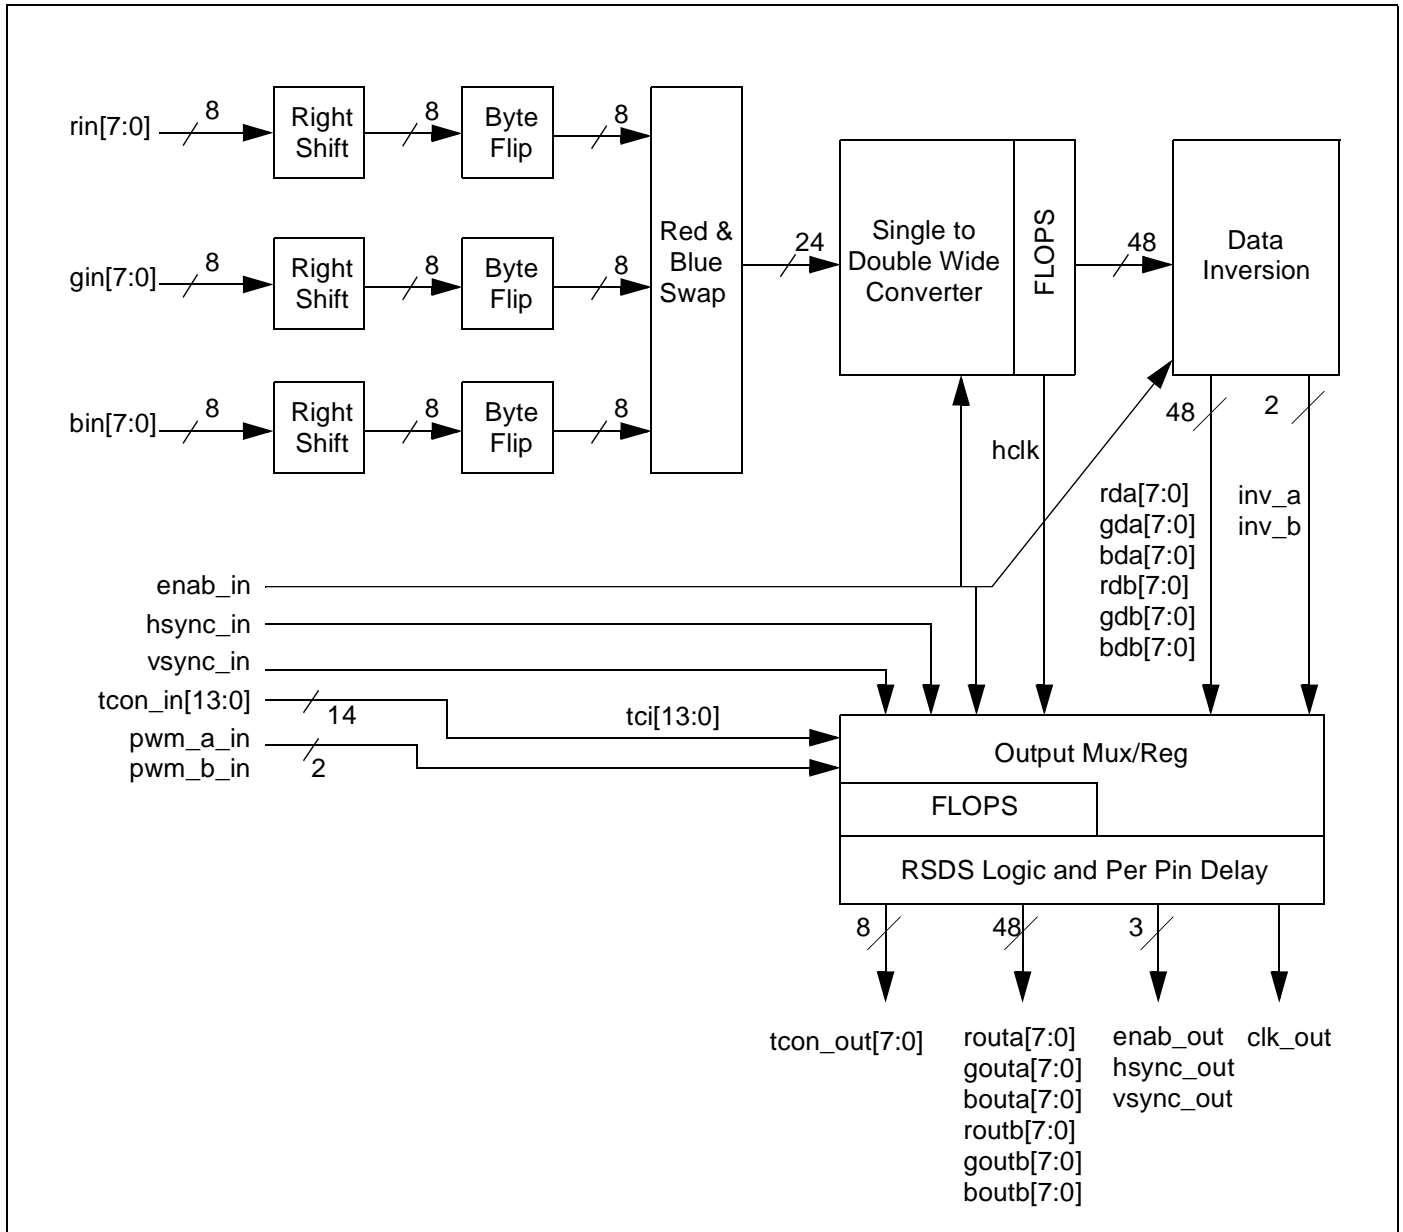 rin[7:0]
8
Right
Shift
8
Byte
Flip
8
gin[7:0]
8
Right
Shift
8
Byte
Flip
8
bin[7:0]
8
Right
Shift
8
Byte
Flip
8
Red &
Blue
Swap
24
Single to
Double Wide
Converter
FLOPS
48
Data
Inversion
48
2
hclk
rda[7:0]
gda[7:0]
bda[7:0]
rdb[7:0]
gdb[7:0]
bdb[7:0]
inv_a
inv_b
enab_in
hsync_in
vsync_in
tcon_in[13:0]
14
tci[13:0]
pwm_a_in
pwm_b_in
2
Output Mux/Reg
FLOPS
RSDS Logic and Per Pin Delay
8
48
3
tcon_out[7:0]
routa[7:0]
gouta[7:0]
bouta[7:0]
routb[7:0]
goutb[7:0]
boutb[7:0]
enab_out
hsync_out
vsync_out
clk_out